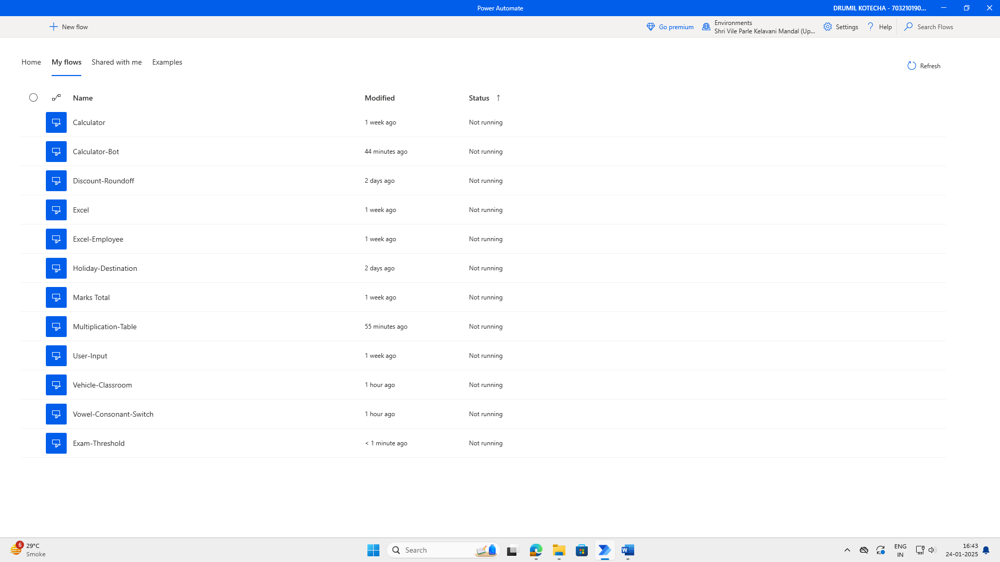 Power Automate
DRUMIL KOTECHA - 703210190...
New flow
Go premium
Environments
Shri Vile Parle Kelavani Mandal (Up...
Settings
? Help
Search Flows
Home
My flows
Shared with me
Examples
Refresh
Name Modified Status ↑
Calculator 1 week ago Not running
Calculator-Bot 44 minutes ago Not running
Discount-Roundoff 2 days ago Not running
Excel 1 week ago Not running
Excel-Employee 1 week ago Not running
Holiday-Destination 2 days ago Not running
Marks Total 1 week ago Not running
Multiplication-Table 55 minutes ago Not running
User-Input 1 week ago Not running
Vehicle-Classroom 1 hour ago Not running
Vowel-Consonant-Switch 1 hour ago Not running
Exam-Threshold < 1 minute ago Not running
6
29°C
Smoke
Search
W
ENG
IN
16:43
24-01-2025